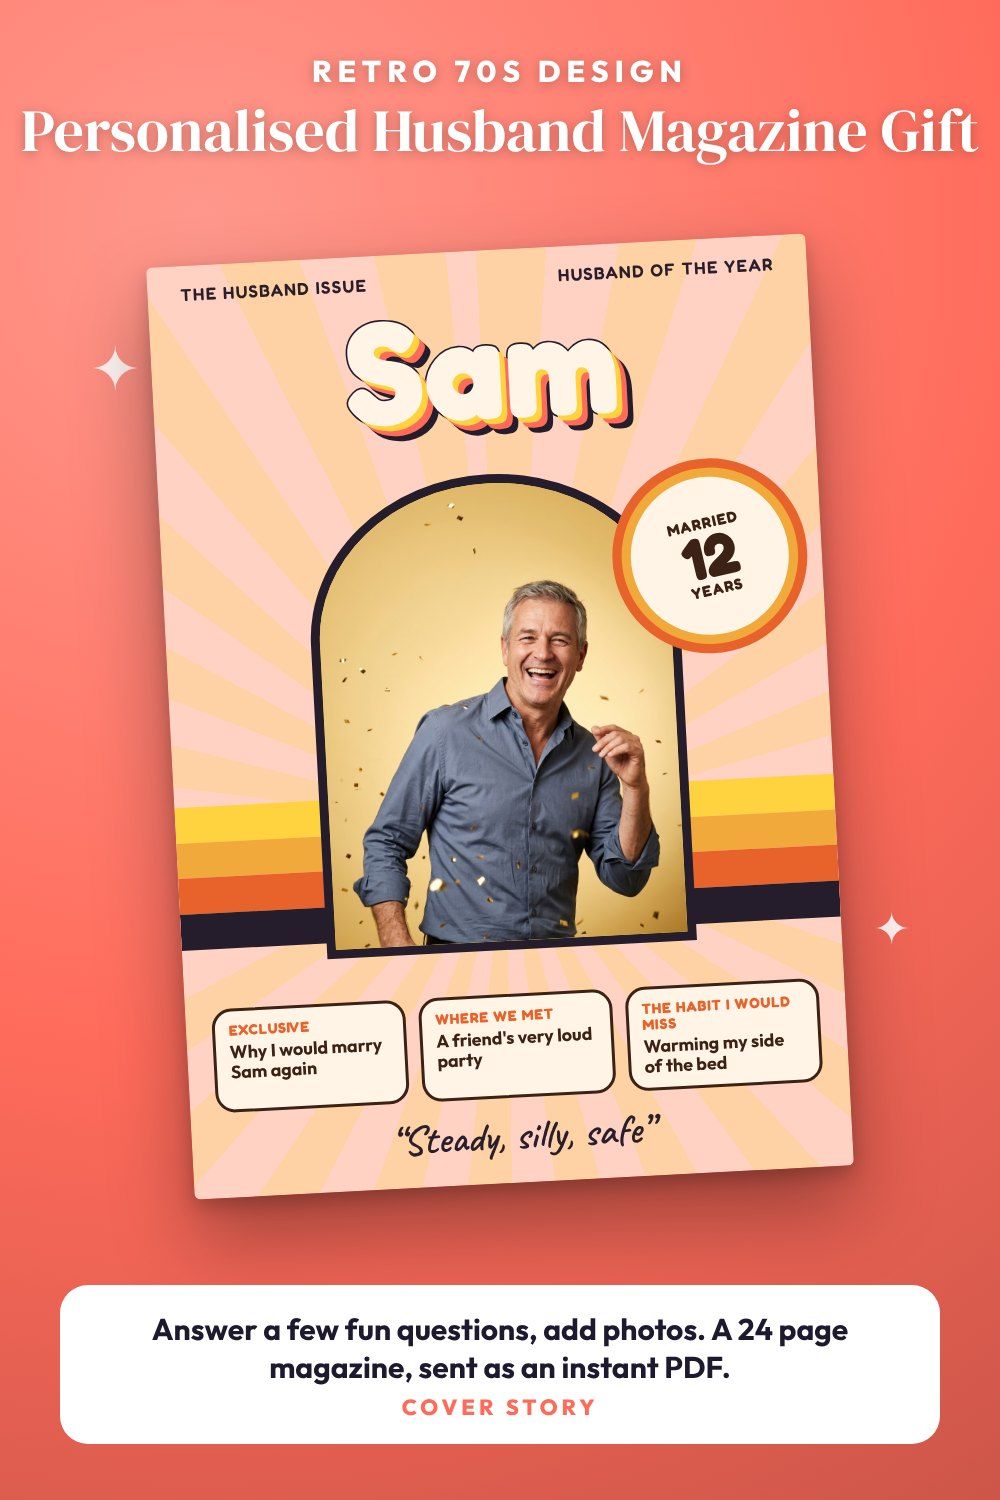 RETRO 70S DESIGN
Personalised Husband Magazine Gift
THE HUSBAND ISSUE
HUSBAND OF THE YEAR
Sam
MARRIED
12
YEARS
EXCLUSIVE
Why I would marry
Sam again
WHERE WE MET
A friend's very loud
party
THE HABIT I WOULD
MISS
Warming my side
of the bed
“Steady, silly, safe”
Answer a few fun questions, add photos. A 24 page
magazine, sent as an instant PDF.
COVER STORY